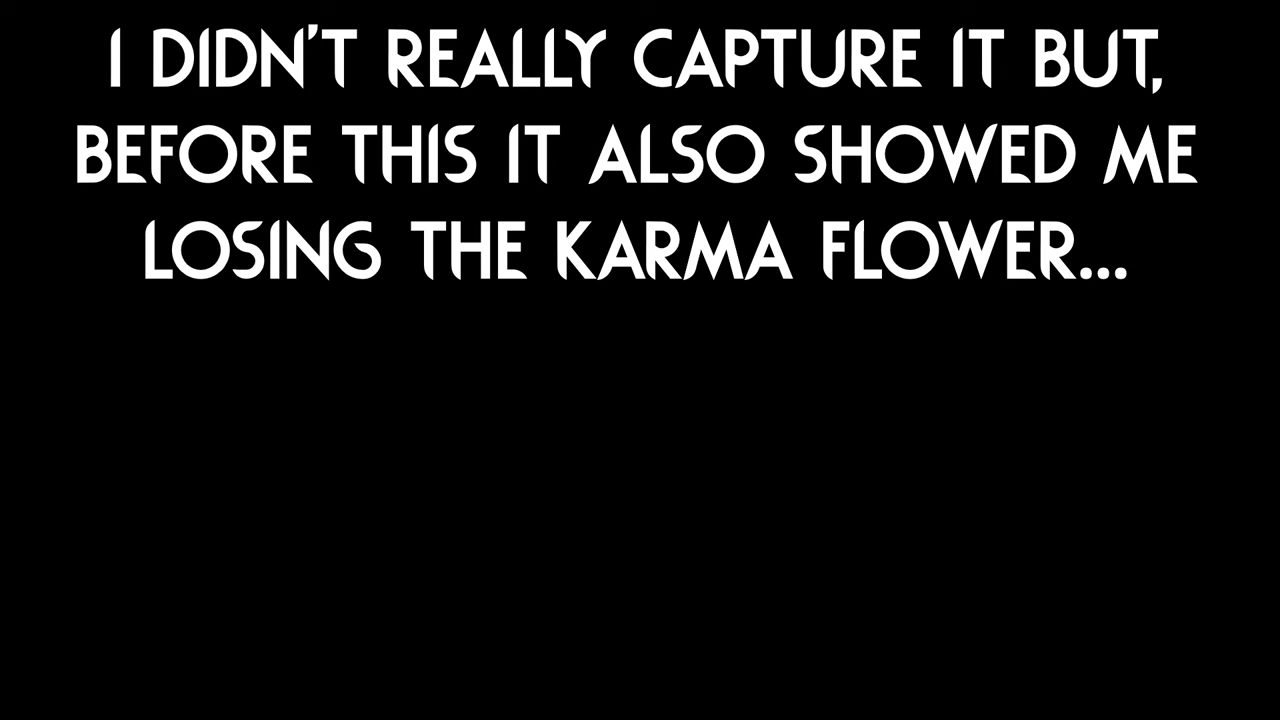 I DIDN'T REALLY CAPTURE IT BUT,
BEFORE THIS IT ALSO SHOWED ME
LOSING THE KARMA FLOWER...